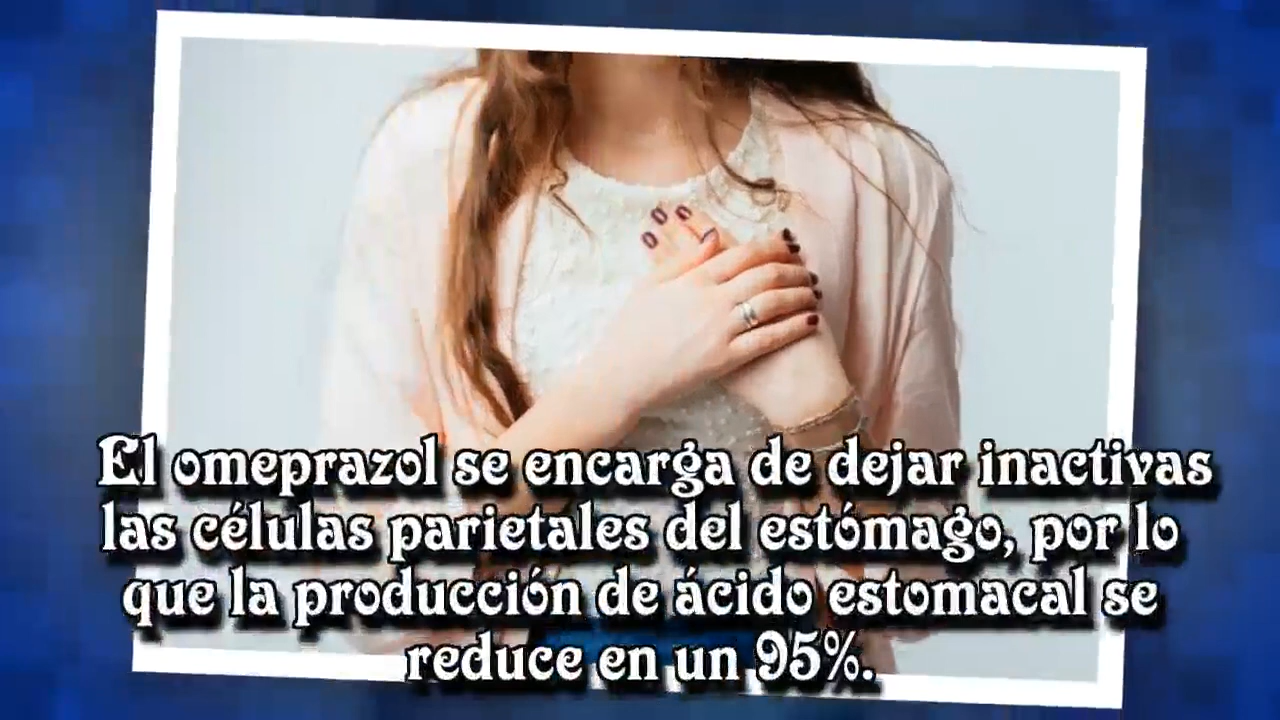 El omeprazol se encarga de dejar inactivas
las células parietales del estómago, por lo
que la producción de ácido estomacal se
reduce en un 95%.